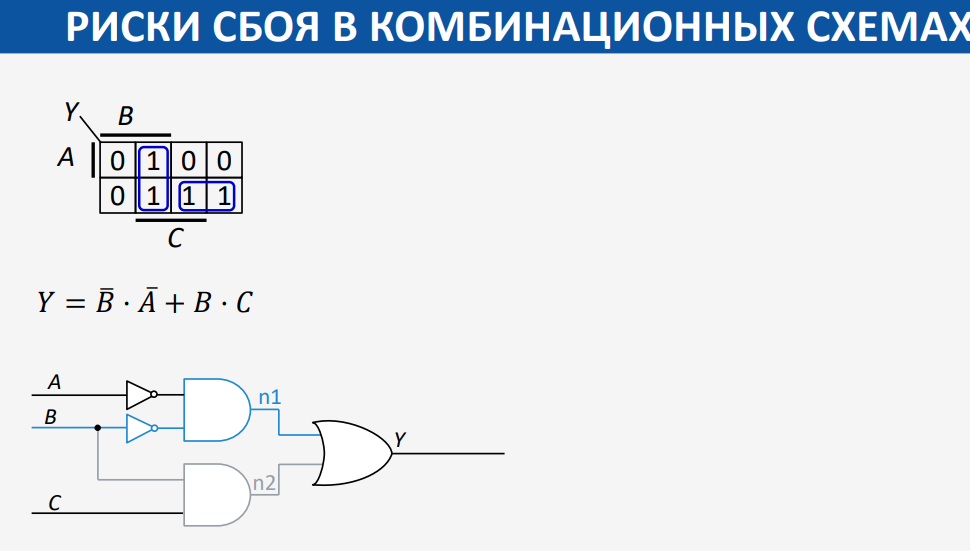 РИСКИ СБОЯ В КОМБИНАЦИОННЫХ СХЕМАХ
Y
B
A
0 1 0 0
0 1 1 1
C
Y = B̅ · A̅ + B · C
A
n1
B
Y
n2
C